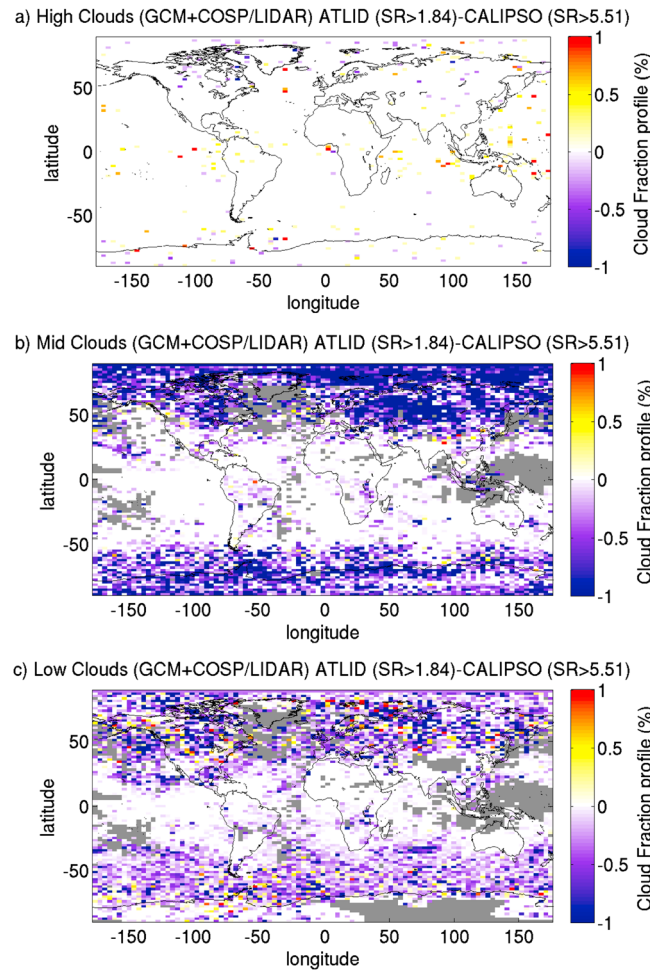 a) High Clouds (GCM+COSP/LIDAR) ATLID (SR>1.84)-CALIPSO (SR>5.51)
latitude
50
0
-50
-150 -100 -50 0 50 100 150
longitude
1
0.5
0
-0.5
-1
Cloud Fraction profile (%)
b) Mid Clouds (GCM+COSP/LIDAR) ATLID (SR>1.84)-CALIPSO (SR>5.51)
latitude
50
0
-50
-150 -100 -50 0 50 100 150
longitude
1
0.5
0
-0.5
-1
Cloud Fraction profile (%)
c) Low Clouds (GCM+COSP/LIDAR) ATLID (SR>1.84)-CALIPSO (SR>5.51)
latitude
50
0
-50
-150 -100 -50 0 50 100 150
longitude
1
0.5
0
-0.5
-1
Cloud Fraction profile (%)